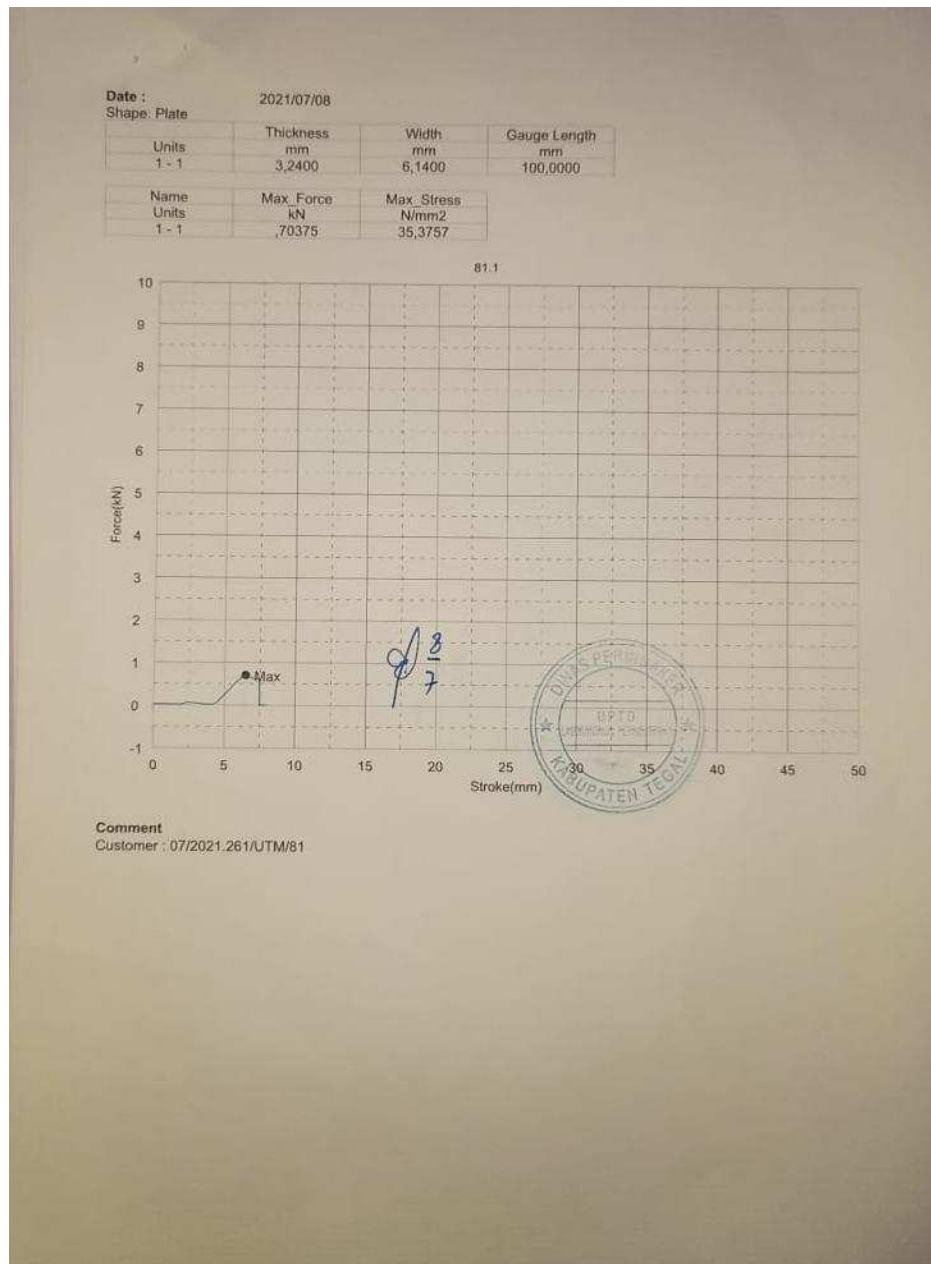 Date : 2021/07/08
Shape: Plate
Thickness Width Gauge Length
Units mm mm mm
1 - 1 3,2400 6,1400 100,0000
Name Max_Force Max_Stress
Units kN N/mm2
1 - 1 ,70375 35,3757
81.1
10
9
8
7
6
5
4
3
2
1
0
-1
Force(kN)
Max
8
7
0 5 10 15 20 25 30 35 40 45 50
Stroke(mm)
DINAS
UPTD
KABUPATEN TEGAL
Comment
Customer : 07/2021.261/UTM/81